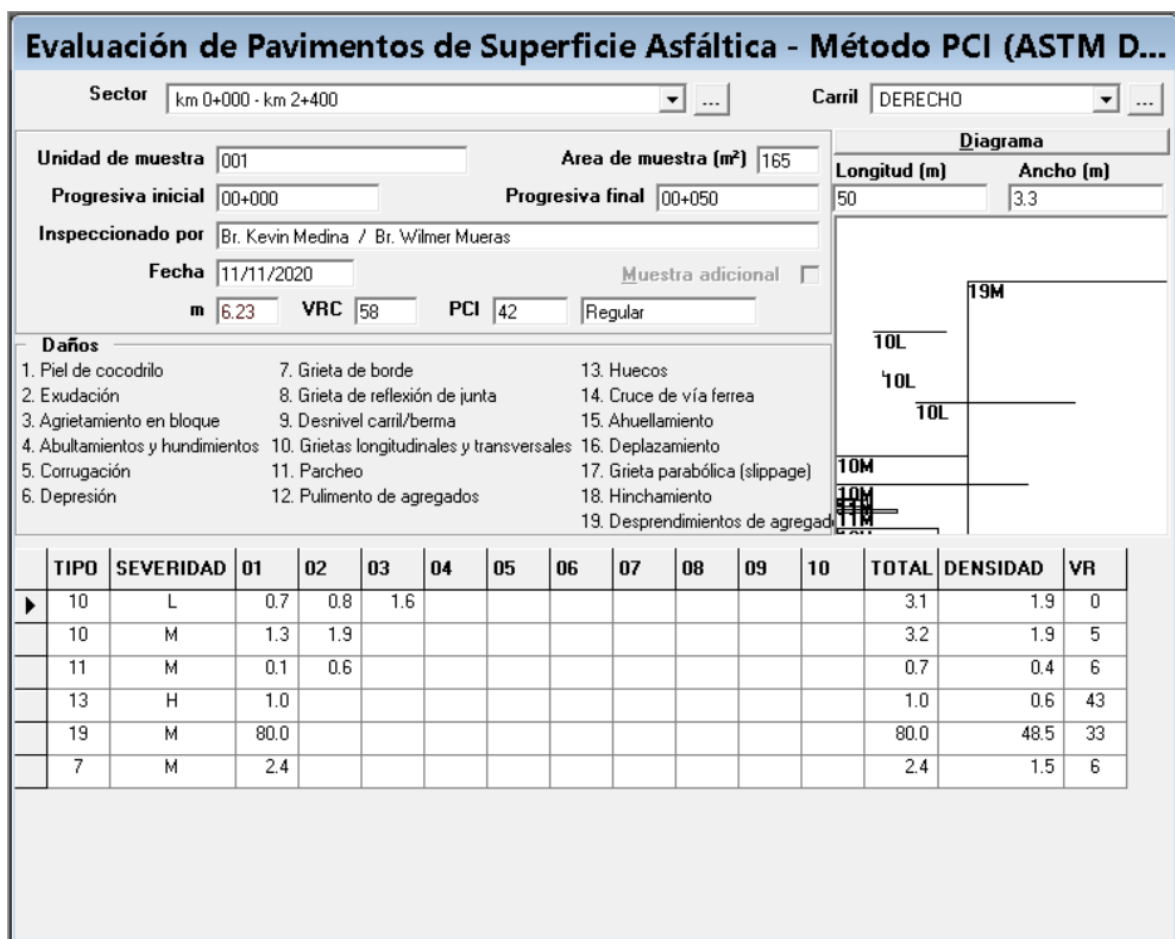 Evaluación de Pavimentos de Superficie Asfáltica - Método PCI (ASTM D...
Sector km 0+000 - km 2+400 ... Carril DERECHO ...
Unidad de muestra 001 Area de muestra (m²) 165
Progresiva inicial 00+000 Progresiva final 00+050
Inspeccionado por Br. Kevin Medina / Br. Wilmer Mueras
Fecha 11/11/2020 Muestra adicional
m 6.23 VRC 58 PCI 42 Regular
Diagrama
Longitud (m) Ancho (m)
50 3.3
19M
10L
10L
10L
10M
10M
11M
Daños
1. Piel de cocodrilo 7. Grieta de borde 13. Huecos
2. Exudación 8. Grieta de reflexión de junta 14. Cruce de vía ferrea
3. Agrietamiento en bloque 9. Desnivel carril/berma 15. Ahuellamiento
4. Abultamientos y hundimientos 10. Grietas longitudinales y transversales 16. Deplazamiento
5. Corrugación 11. Parcheo 17. Grieta parabólica (slippage)
6. Depresión 12. Pulimento de agregados 18. Hinchamiento
19. Desprendimientos de agregad
TIPO SEVERIDAD 01 02 03 04 05 06 07 08 09 10 TOTAL DENSIDAD VR
10 L 0.7 0.8 1.6 3.1 1.9 0
10 M 1.3 1.9 3.2 1.9 5
11 M 0.1 0.6 0.7 0.4 6
13 H 1.0 1.0 0.6 43
19 M 80.0 80.0 48.5 33
7 M 2.4 2.4 1.5 6